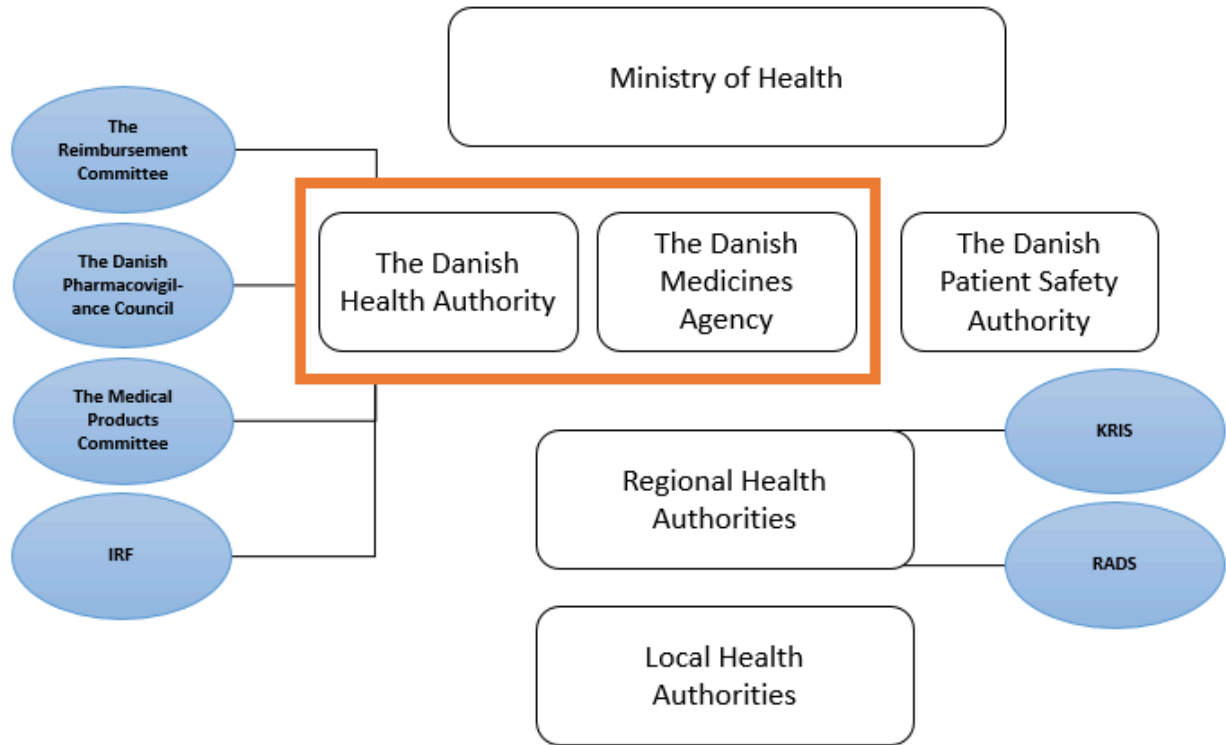 Ministry of Health
The
Reimbursement
Committee
The Danish
Health Authority
The Danish
Medicines
Agency
The Danish
Patient Safety
Authority
The Danish
Pharmacovigil-
ance Council
The Medical
Products
Committee
KRIS
Regional Health
Authorities
IRF
RADS
Local Health
Authorities